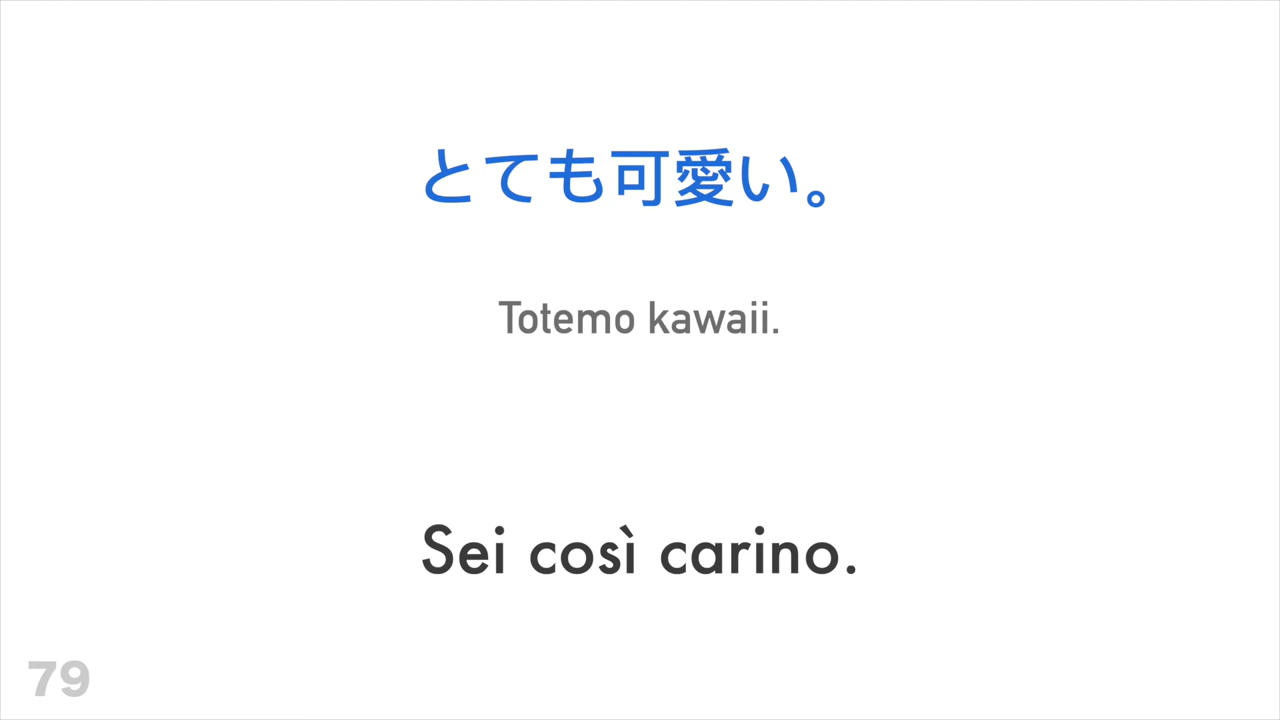 とても可愛い。
Totemo kawaii.
Sei così carino.
79